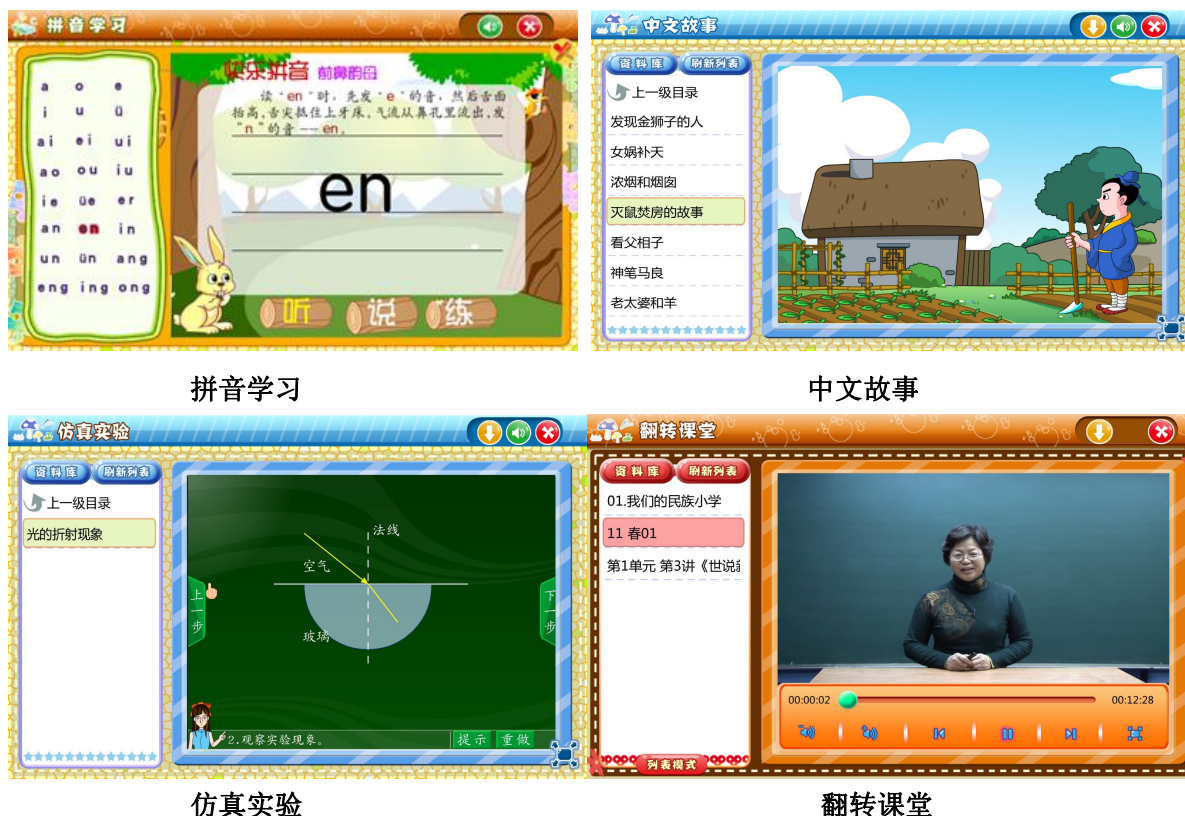 拼音学习
快乐拼音 前鼻韵母
读“en”时，先发“e”的音，然后舌面
抬高，舌尖抵住上牙床，气流从鼻孔里流出，发
“n”的音——en。
en
a o e
i u ü
ai ei ui
ao ou iu
ie üe er
an en in
un ün ang
eng ing ong
听 说 练
拼音学习
中文故事
资料库 刷新列表
上一级目录
发现金狮子的人
女娲补天
浓烟和烟囱
灭鼠焚房的故事
看父相子
神笔马良
老太婆和羊
中文故事
仿真实验
资料库 刷新列表
上一级目录
光的折射现象
法线
空气
玻璃
上一步
下一步
2.观察实验现象。
提示 重做
仿真实验
翻转课堂
资料库 刷新列表
01.我们的民族小学
11 春01
第1单元 第3讲《世说
列表模式
00:00:02
00:12:28
翻转课堂